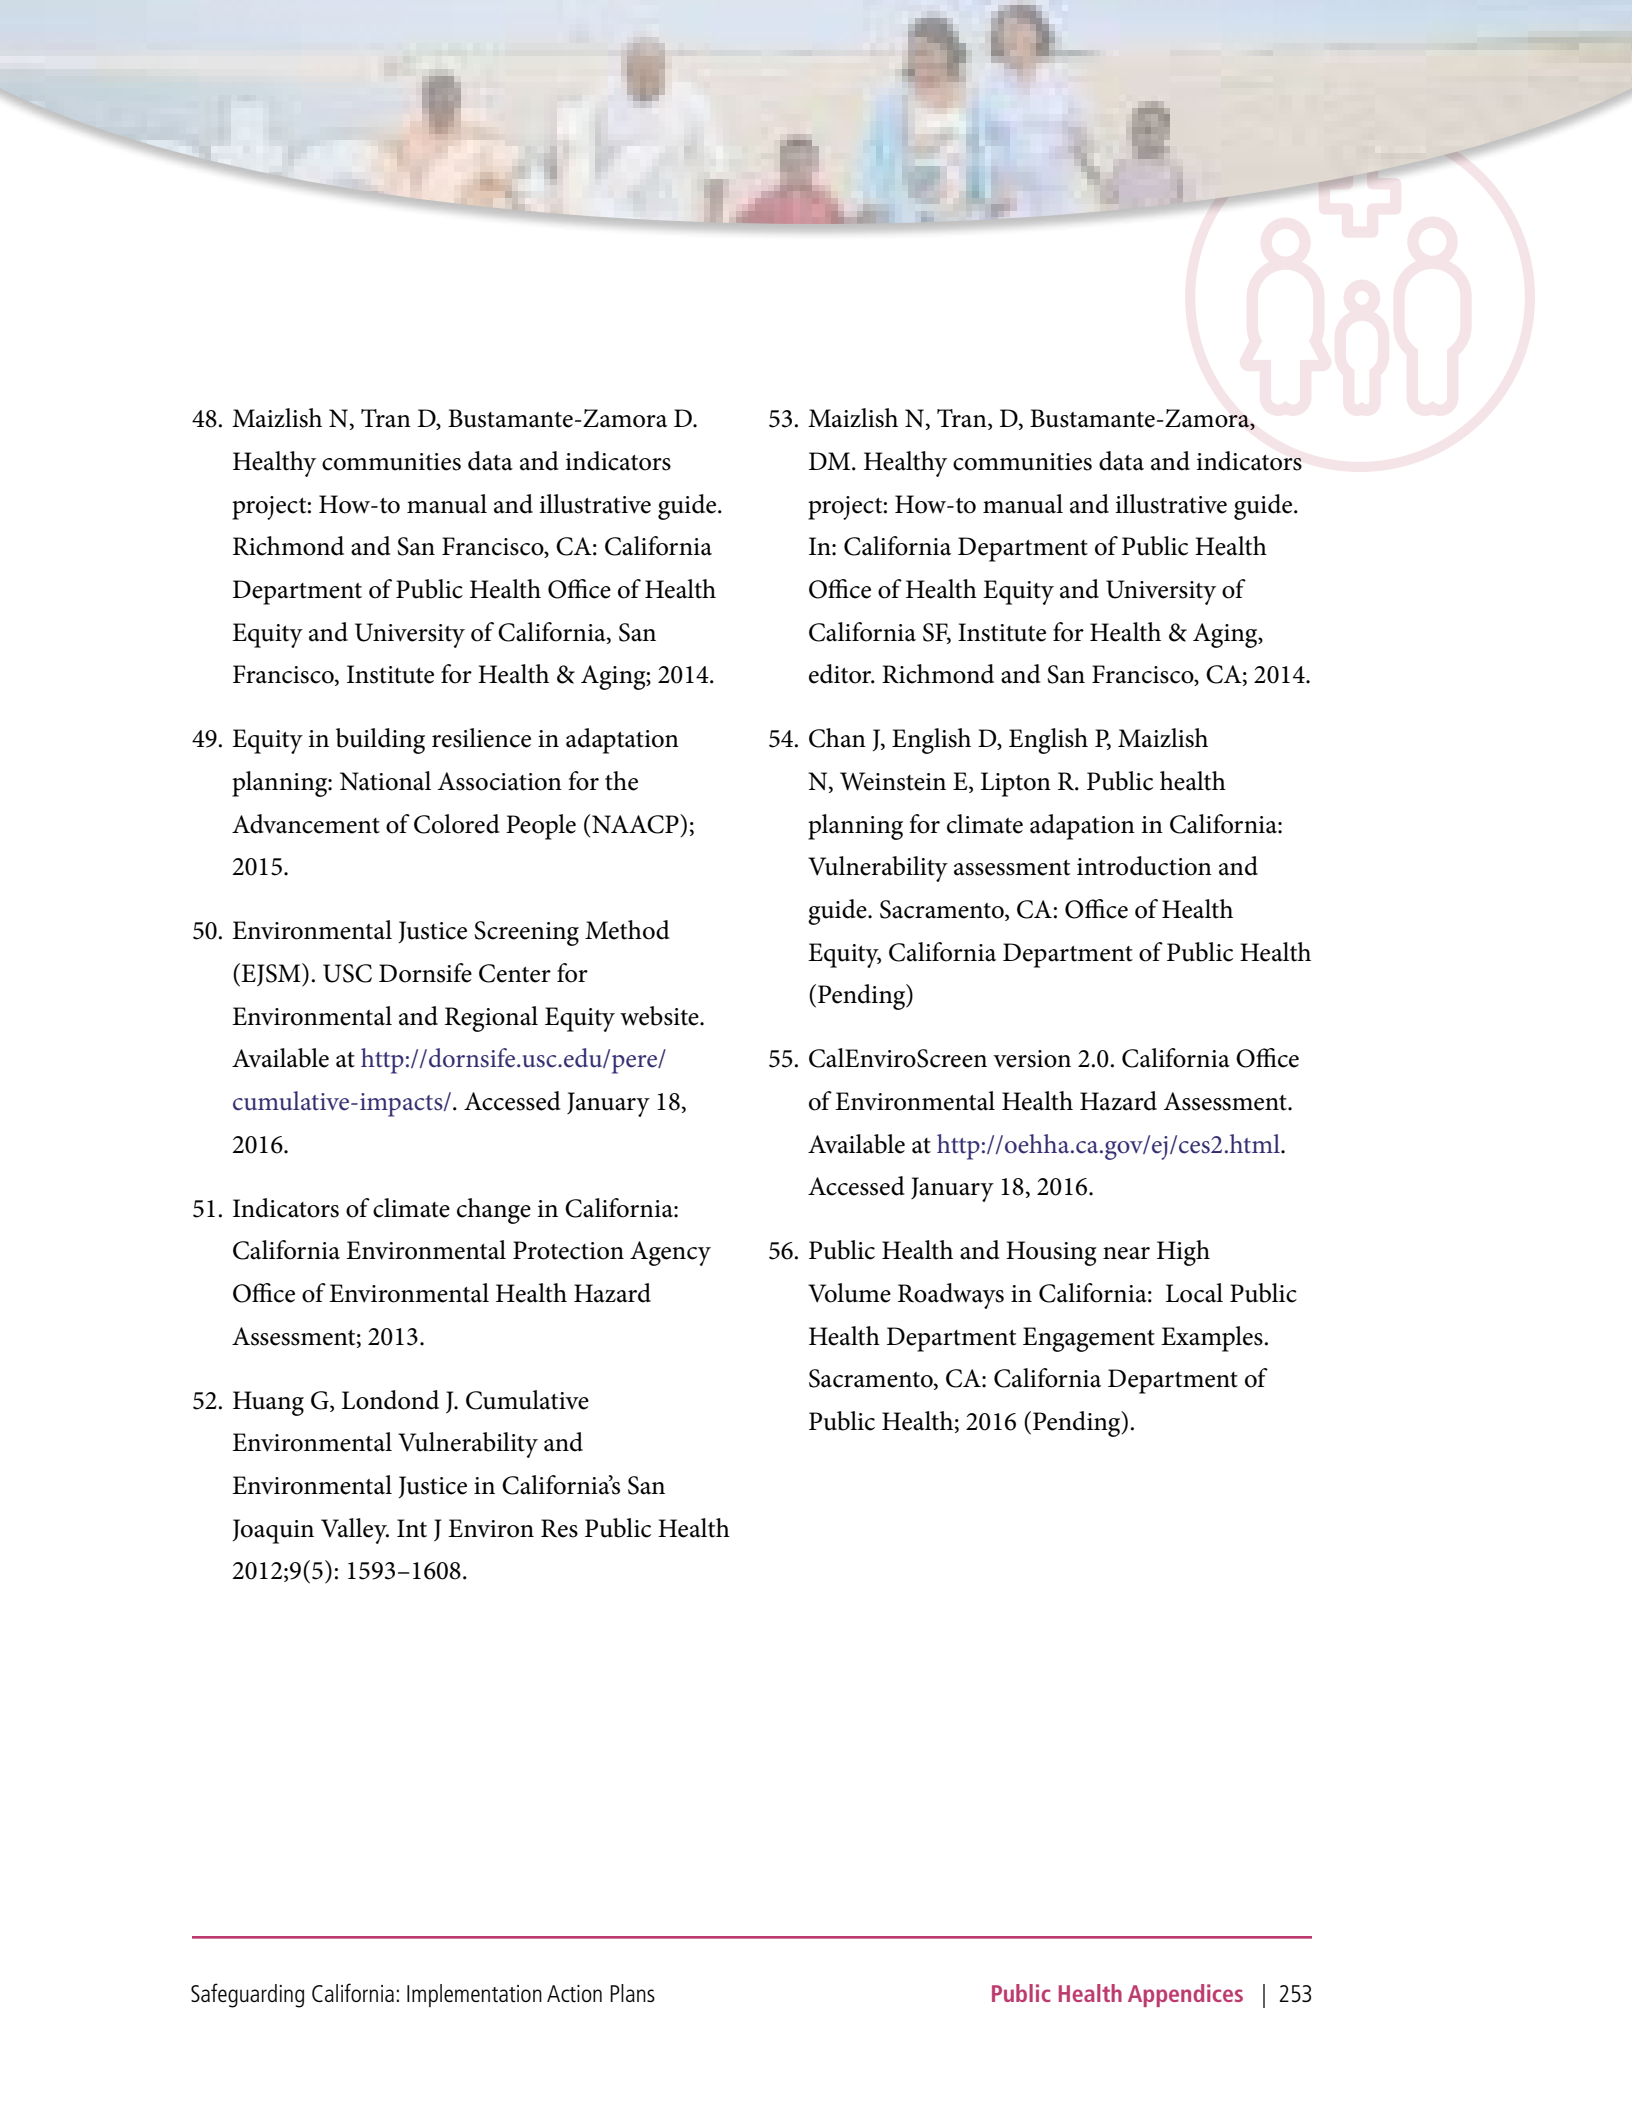 48. Maizlish N, Tran D, Bustamante-Zamora D.
Healthy communities data and indicators
project: How-to manual and illustrative guide.
Richmond and San Francisco, CA: California
Department of Public Health Office of Health
Equity and University of California, San
Francisco, Institute for Health & Aging; 2014.
49. Equity in building resilience in adaptation
planning: National Association for the
Advancement of Colored People (NAACP);
2015.
50. Environmental Justice Screening Method
(EJSM). USC Dornsife Center for
Environmental and Regional Equity website.
Available at http://dornsife.usc.edu/pere/
cumulative-impacts/. Accessed January 18,
2016.
51. Indicators of climate change in California:
California Environmental Protection Agency
Office of Environmental Health Hazard
Assessment; 2013.
52. Huang G, Londond J. Cumulative
Environmental Vulnerability and
Environmental Justice in California’s San
Joaquin Valley. Int J Environ Res Public Health
2012;9(5): 1593–1608.
53. Maizlish N, Tran, D, Bustamante-Zamora,
DM. Healthy communities data and indicators
project: How-to manual and illustrative guide.
In: California Department of Public Health
Office of Health Equity and University of
California SF, Institute for Health & Aging,
editor. Richmond and San Francisco, CA; 2014.
54. Chan J, English D, English P, Maizlish
N, Weinstein E, Lipton R. Public health
planning for climate adapation in California:
Vulnerability assessment introduction and
guide. Sacramento, CA: Office of Health
Equity, California Department of Public Health
(Pending)
55. CalEnviroScreen version 2.0. California Office
of Environmental Health Hazard Assessment.
Available at http://oehha.ca.gov/ej/ces2.html.
Accessed January 18, 2016.
56. Public Health and Housing near High
Volume Roadways in California: Local Public
Health Department Engagement Examples.
Sacramento, CA: California Department of
Public Health; 2016 (Pending).
Safeguarding California: Implementation Action Plans
Public Health Appendices | 253